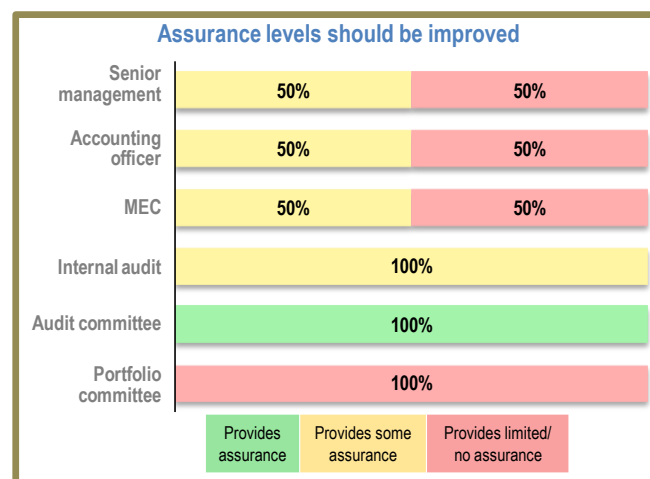 Assurance levels should be improved
Senior
management
50%
50%
Accounting
officer
50%
50%
MEC
50%
50%
Internal audit
100%
Audit committee
100%
Portfolio
committee
100%
Provides
assurance
Provides some
assurance
Provides limited/
no assurance